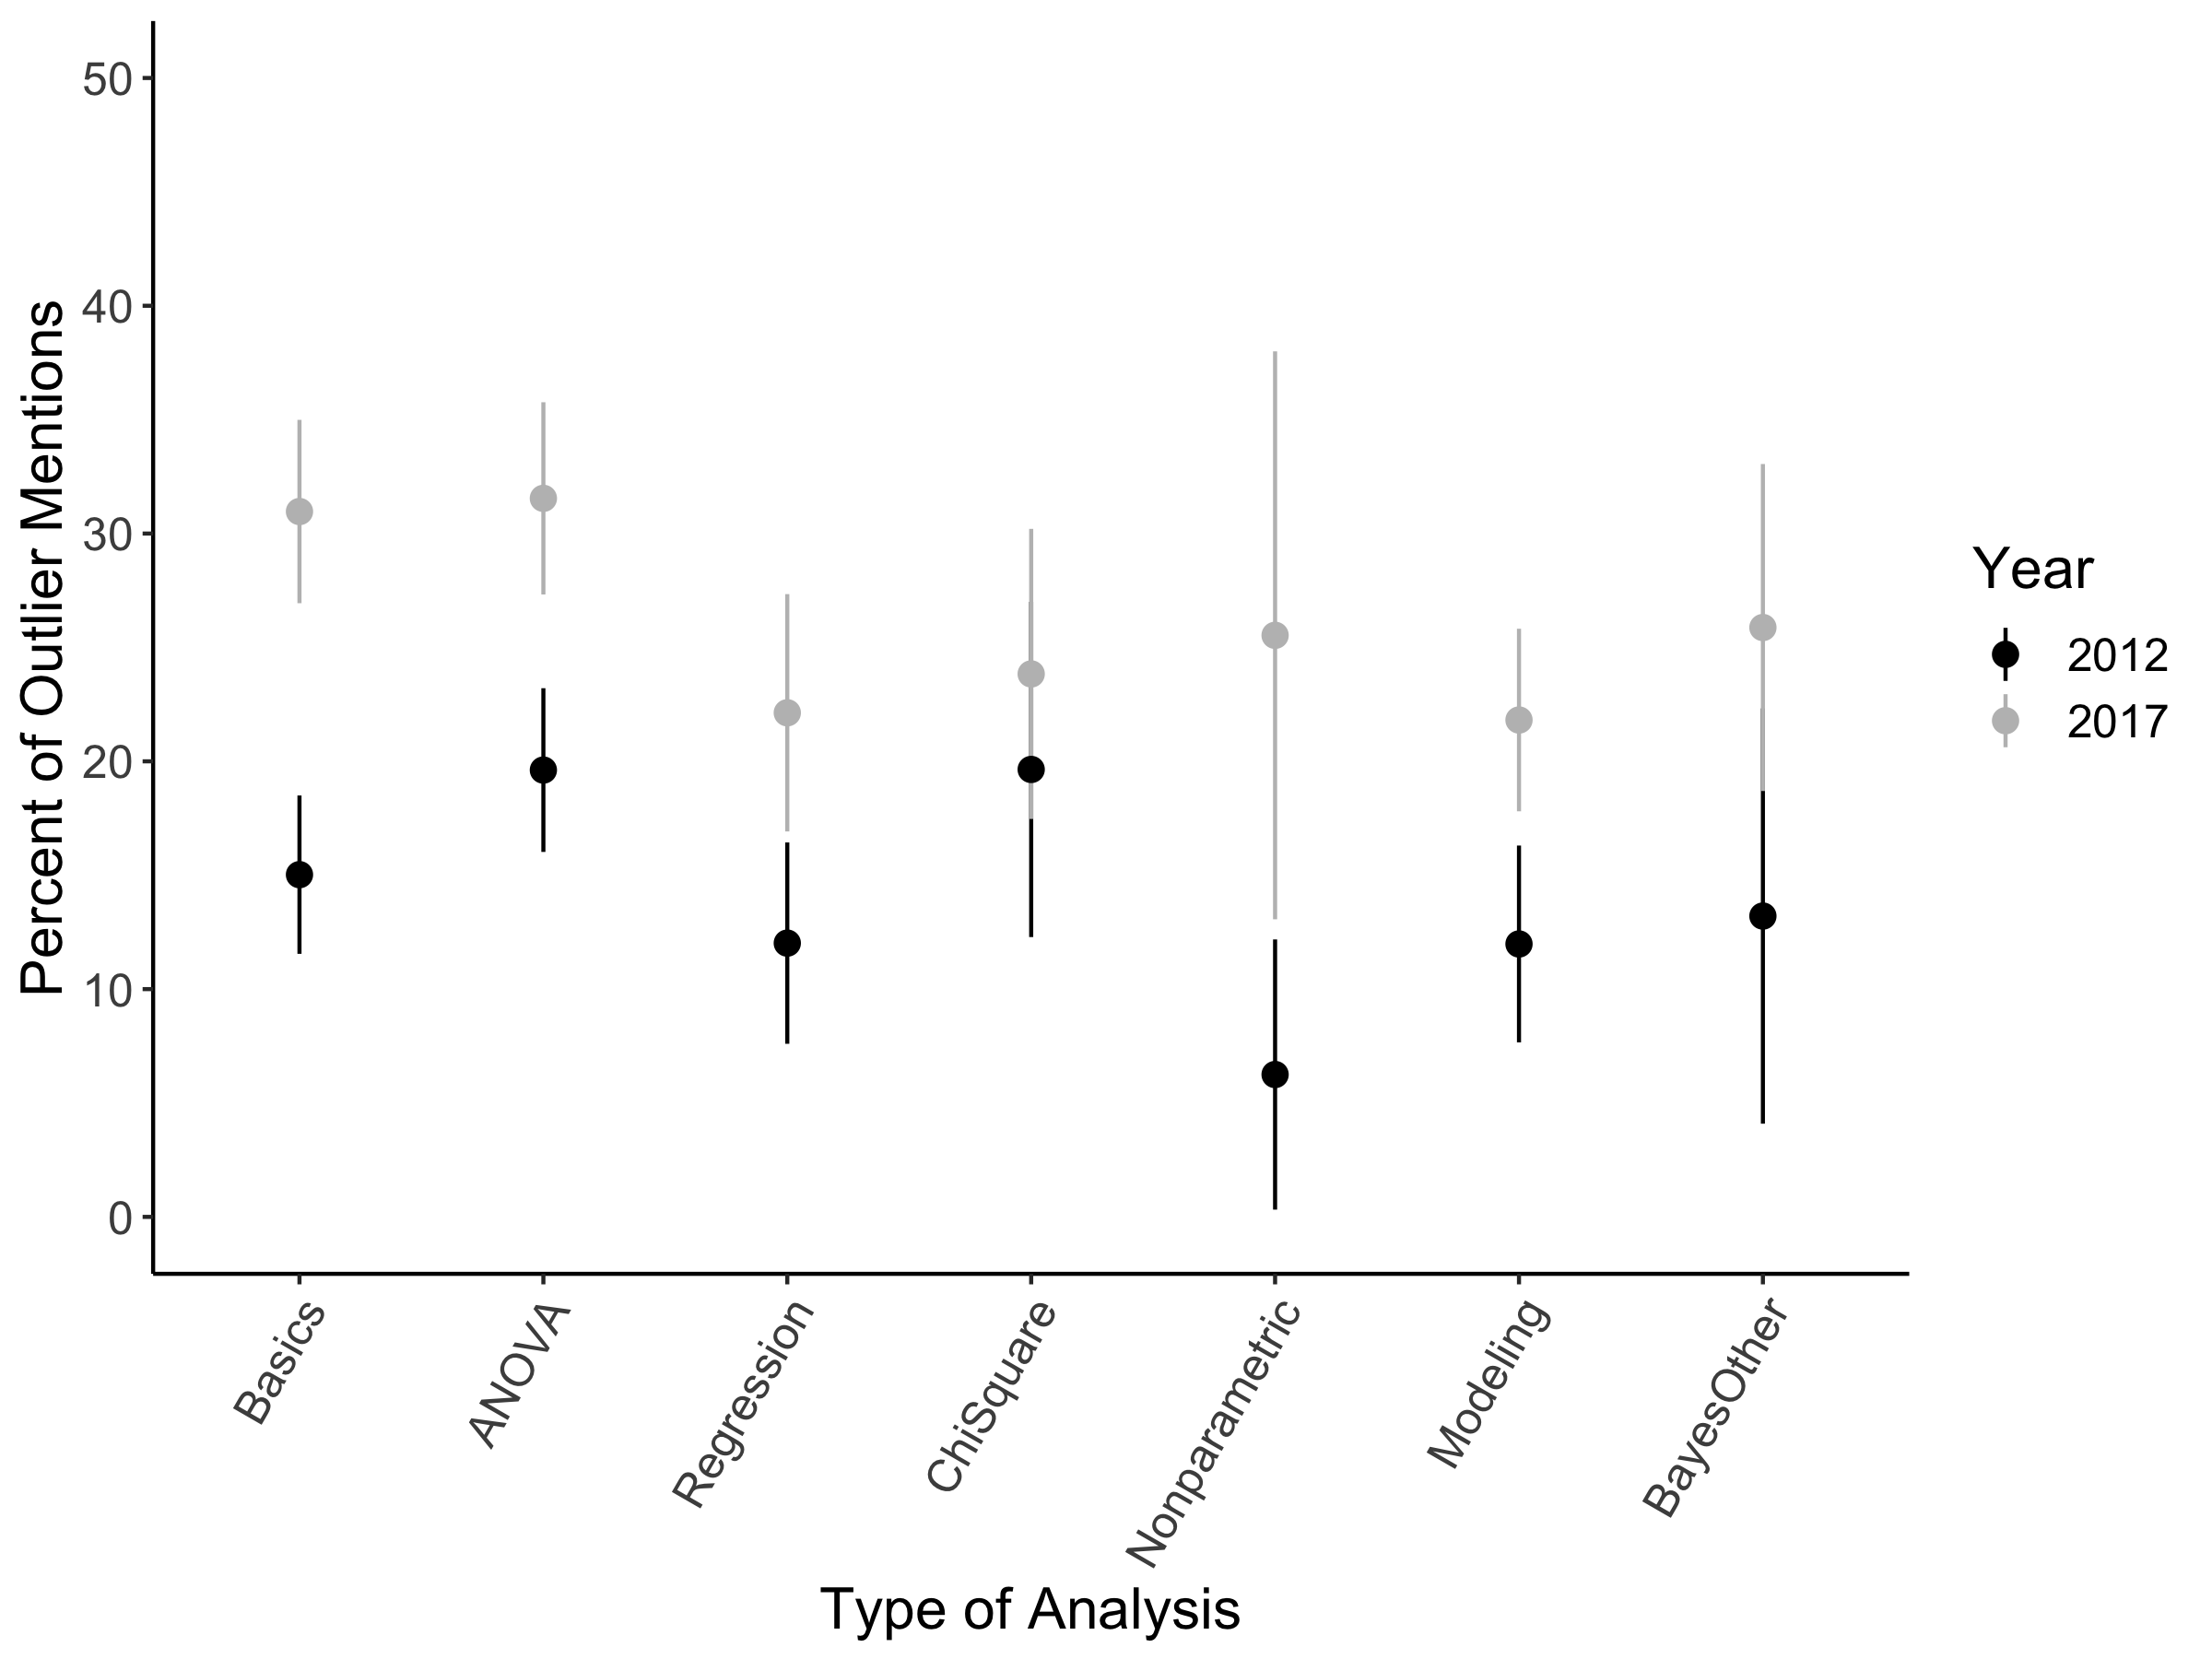 Percent of Outlier Mentions
50
40
30
20
10
0
Basics
ANOVA
Regression
ChiSquare
Nonparametric
Modeling
BayesOther
Type of Analysis
Year
2012
2017